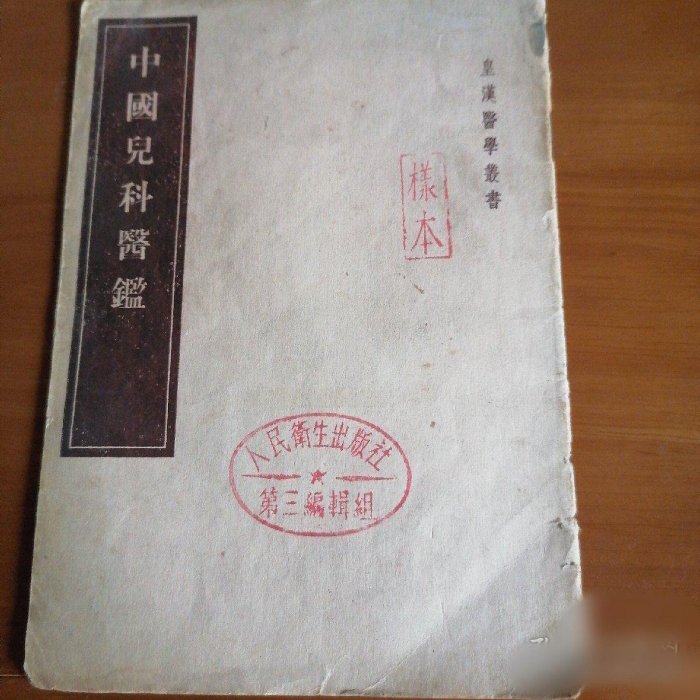 皇漢醫學叢書
樣本
中國兒科醫鑑
人民衛生出版社
第三編輯組